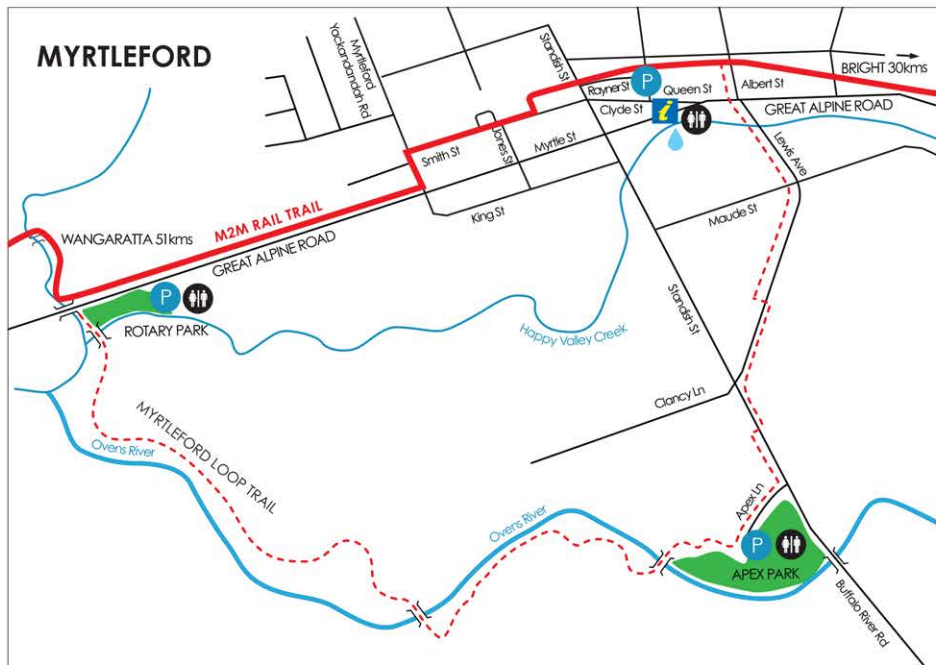 MYRTLEFORD
Myrtleford
Yackandandah Rd
Standish St
BRIGHT 30kms
Rayner St
P
Queen St
Albert St
Clyde St
i
GREAT ALPINE ROAD
Smith St
Jones St
Myrtle St
Lewis Ave
King St
Maude St
M2M RAIL TRAIL
WANGARATTA 51kms
GREAT ALPINE ROAD
P
ROTARY PARK
Happy Valley Creek
Standish St
Clancy Ln
MYRTLEFORD LOOP TRAIL
Ovens River
Ovens River
Apex Ln
P
APEX PARK
Buffalo River Rd